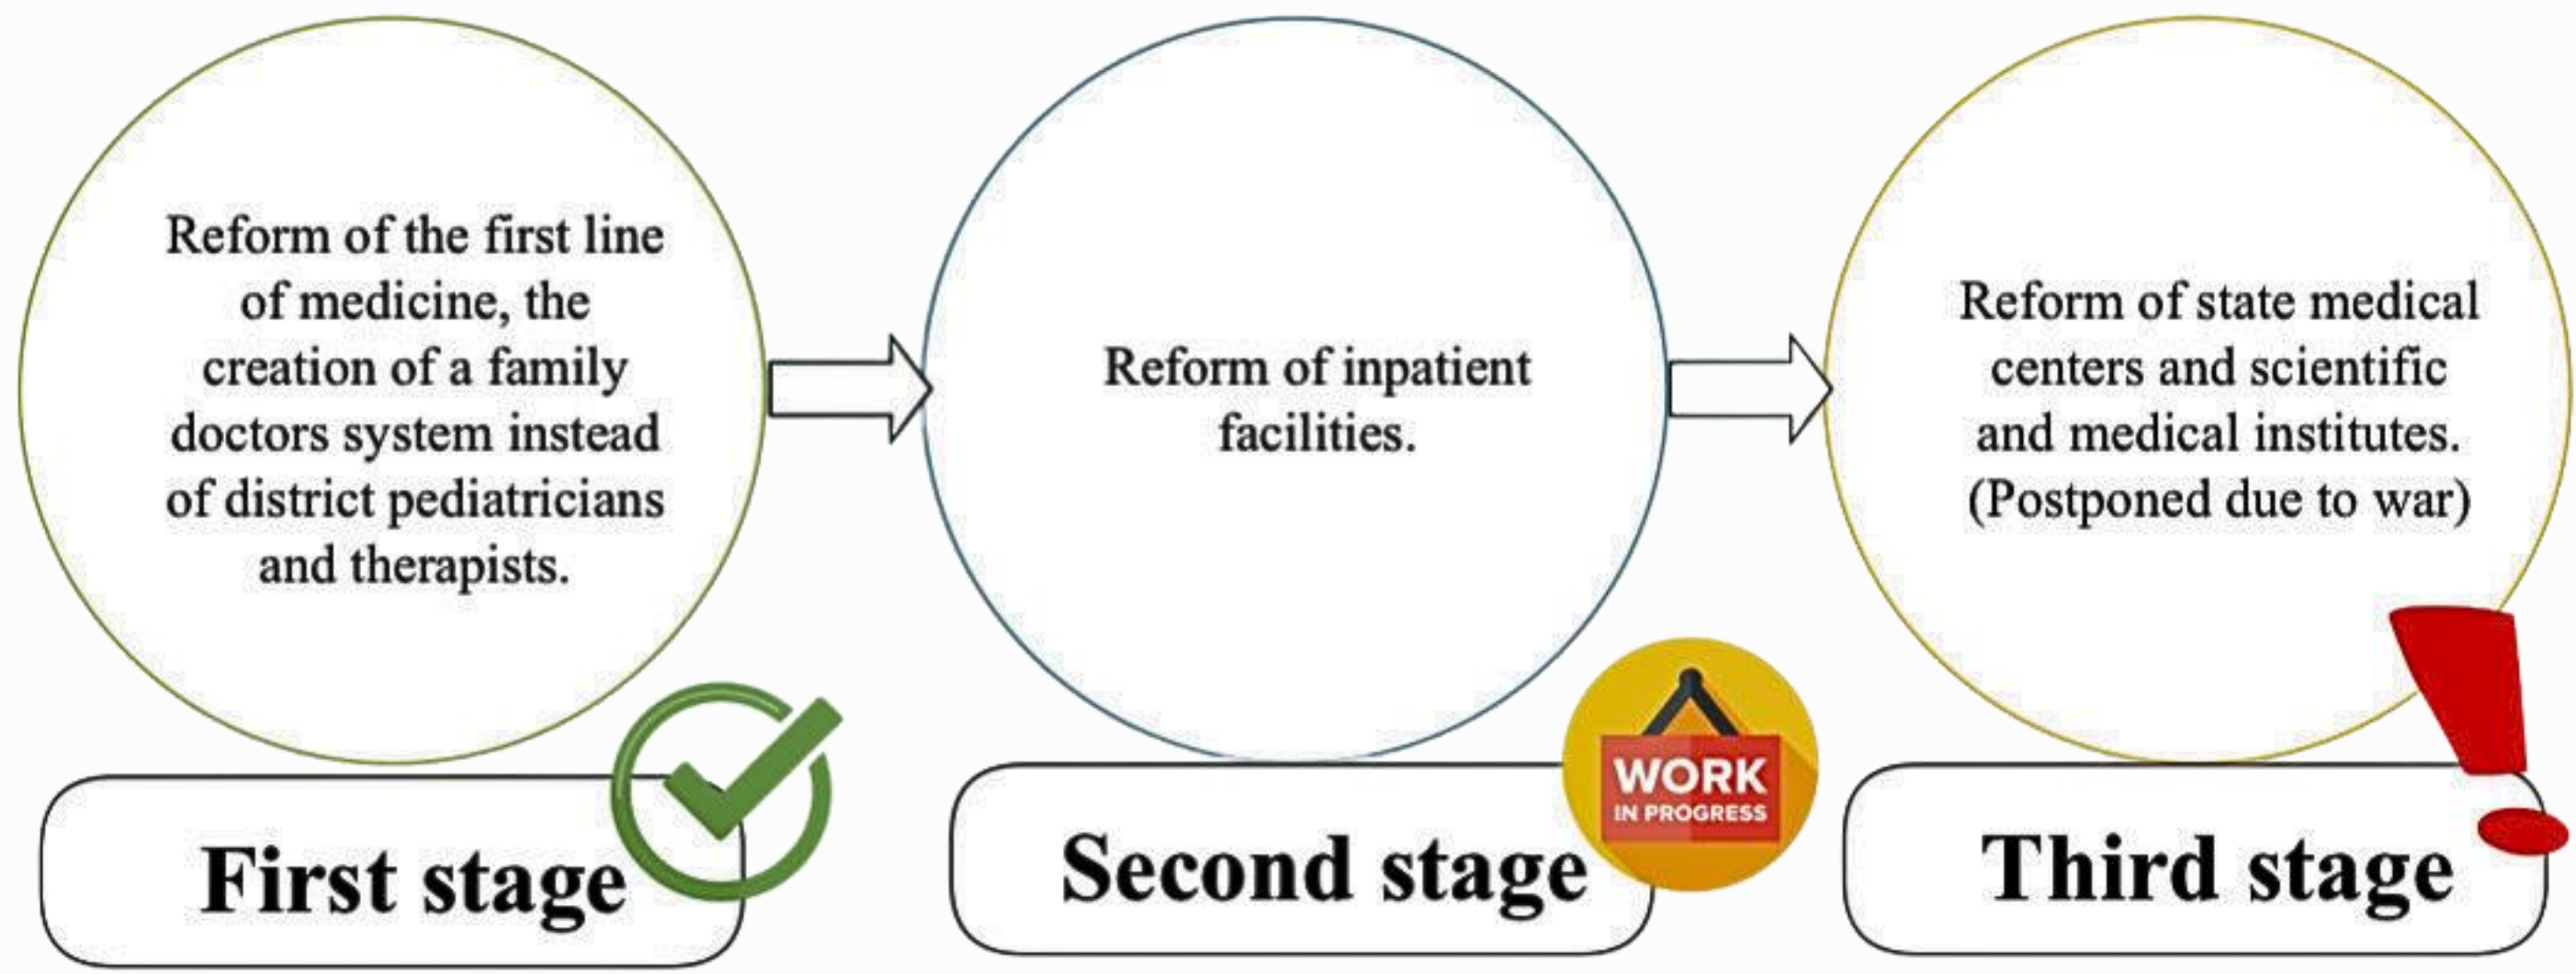 Reform of the first line
of medicine, the
creation of a family
doctors system instead
of district pediatricians
and therapists.
First stage
Reform of inpatient
facilities.
WORK
IN PROGRESS
Second stage
Reform of state medical
centers and scientific
and medical institutes.
(Postponed due to war)
Third stage